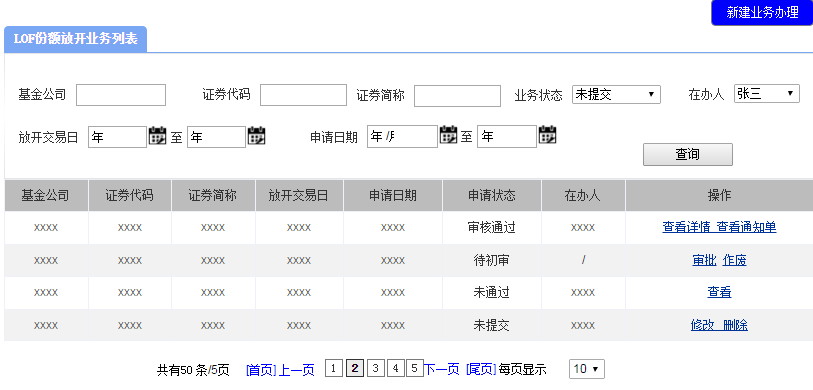 新建业务办理
LOF份额放开业务列表
基金公司 证券代码 证券简称 业务状态 未提交 在办人 张三
放开交易日 年 至 年 申请日期 年 /月 至 年
查询
基金公司 证券代码 证券简称 放开交易日 申请日期 申请状态 在办人 操作
xxxx xxxx xxxx xxxx xxxx 审核通过 xxxx 查看详情 查看通知单
xxxx xxxx xxxx xxxx xxxx 待初审 / 审批 作废
xxxx xxxx xxxx xxxx xxxx 未通过 xxxx 查看
xxxx xxxx xxxx xxxx xxxx 未提交 xxxx 修改 删除
共有50 条/5页 [首页] 上一页 1 2 3 4 5 下一页 [尾页] 每页显示 10